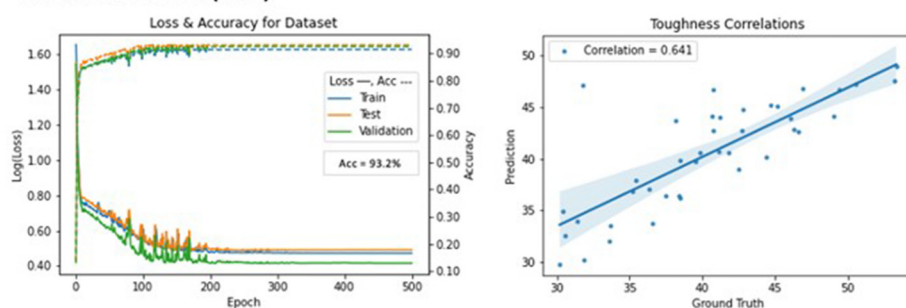 Loss & Accuracy for Dataset
Log(Loss)
1.60
1.40
1.20
1.00
0.80
0.60
0.40
0
100
200
300
400
500
Epoch
0.90
0.80
0.70
0.60
0.50
0.40
0.30
0.20
0.10
Accuracy
Loss —, Acc ---
Train
Test
Validation
Acc = 93.2%
Toughness Correlations
Correlation = 0.641
Prediction
50
45
40
35
30
30
35
40
45
50
Ground Truth